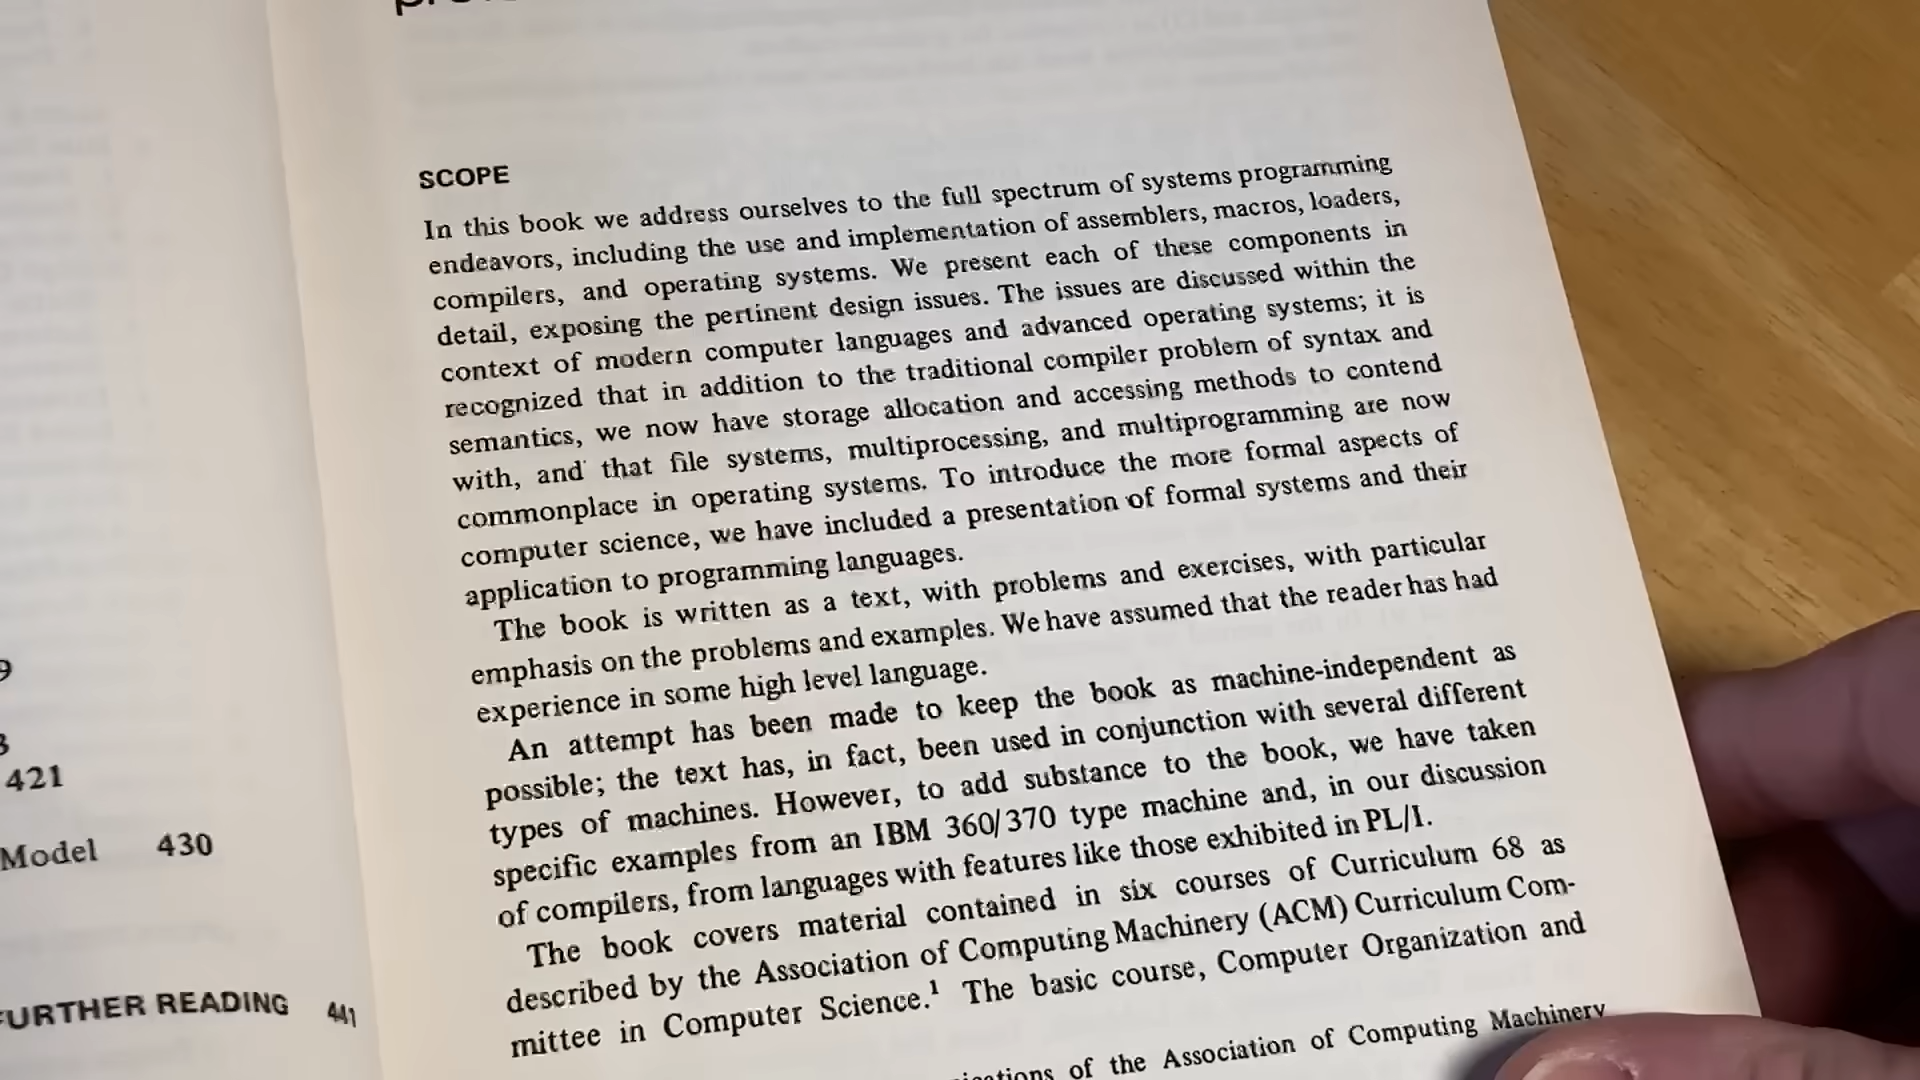 9
3
421
Model 430
FURTHER READING 441
SCOPE
In this book we address ourselves to the full spectrum of systems programming
endeavors, including the use and implementation of assemblers, macros, loaders,
compilers, and operating systems. We present each of these components in
detail, exposing the pertinent design issues. The issues are discussed within the
context of modern computer languages and advanced operating systems; it is
recognized that in addition to the traditional compiler problem of syntax and
semantics, we now have storage allocation and accessing methods to contend
with, and that file systems, multiprocessing, and multiprogramming are now
commonplace in operating systems. To introduce the more formal aspects of
computer science, we have included a presentation of formal systems and their
application to programming languages.
The book is written as a text, with problems and exercises, with particular
emphasis on the problems and examples. We have assumed that the reader has had
experience in some high level language.
An attempt has been made to keep the book as machine-independent as
possible; the text has, in fact, been used in conjunction with several different
types of machines. However, to add substance to the book, we have taken
specific examples from an IBM 360/370 type machine and, in our discussion
of compilers, from languages with features like those exhibited in PL/I.
The book covers material contained in six courses of Curriculum 68 as
described by the Association of Computing Machinery (ACM) Curriculum Com-
mittee in Computer Science.¹ The basic course, Computer Organization and
of the Association of Computing Machinery